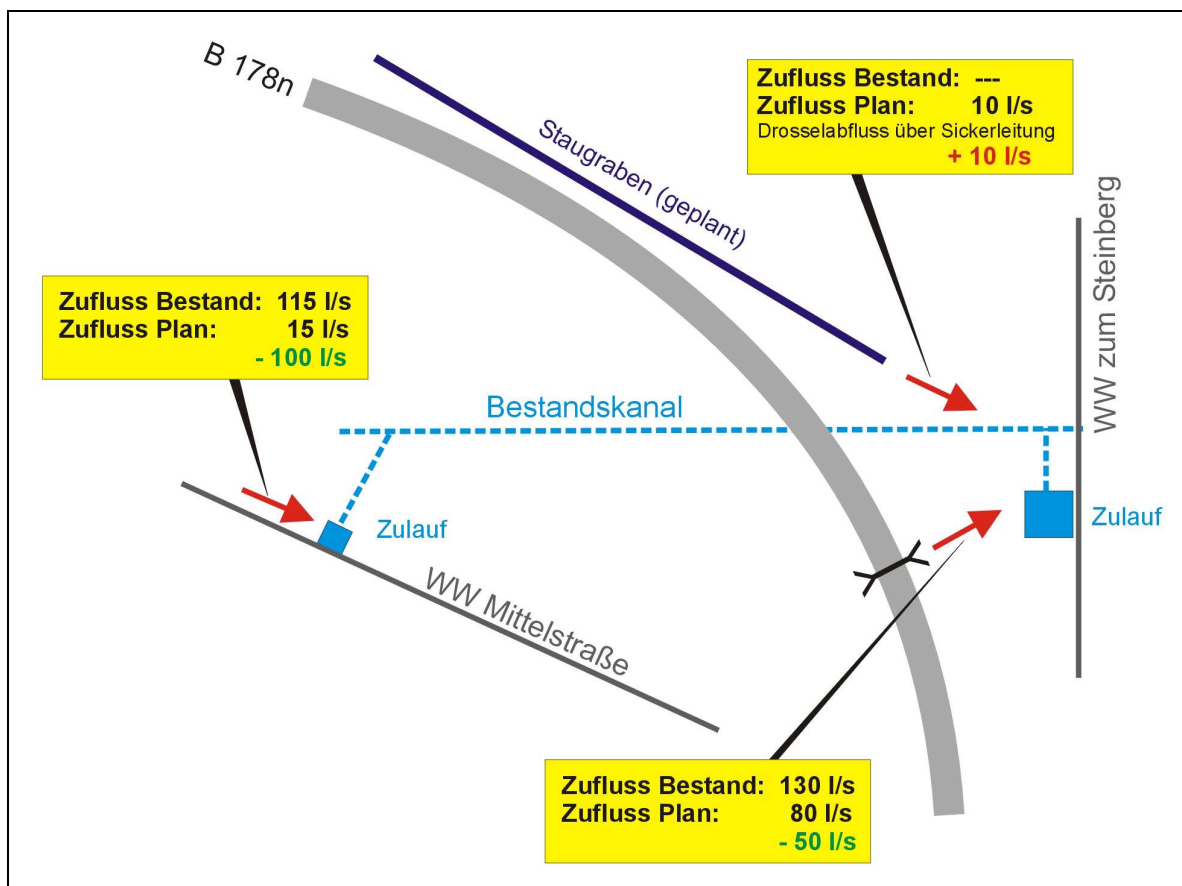 B 178n
Staugraben (geplant)
Zufluss Bestand: ---
Zufluss Plan: 10 l/s
Drosselabfluss über Sickerleitung
+ 10 l/s
WW zum Steinberg
Zufluss Bestand: 115 l/s
Zufluss Plan: 15 l/s
- 100 l/s
Bestandskanal
Zulauf
Zulauf
WW Mittelstraße
Zufluss Bestand: 130 l/s
Zufluss Plan: 80 l/s
- 50 l/s